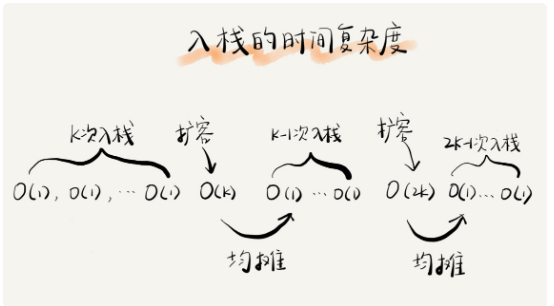 入栈的时间复杂度
K次入栈 扩容 K-1次入栈 扩容 2K-1次入栈
O(1), O(1), … O(1) O(K) O(1) … O(1) O(2K) O(1) … O(1)
均摊 均摊